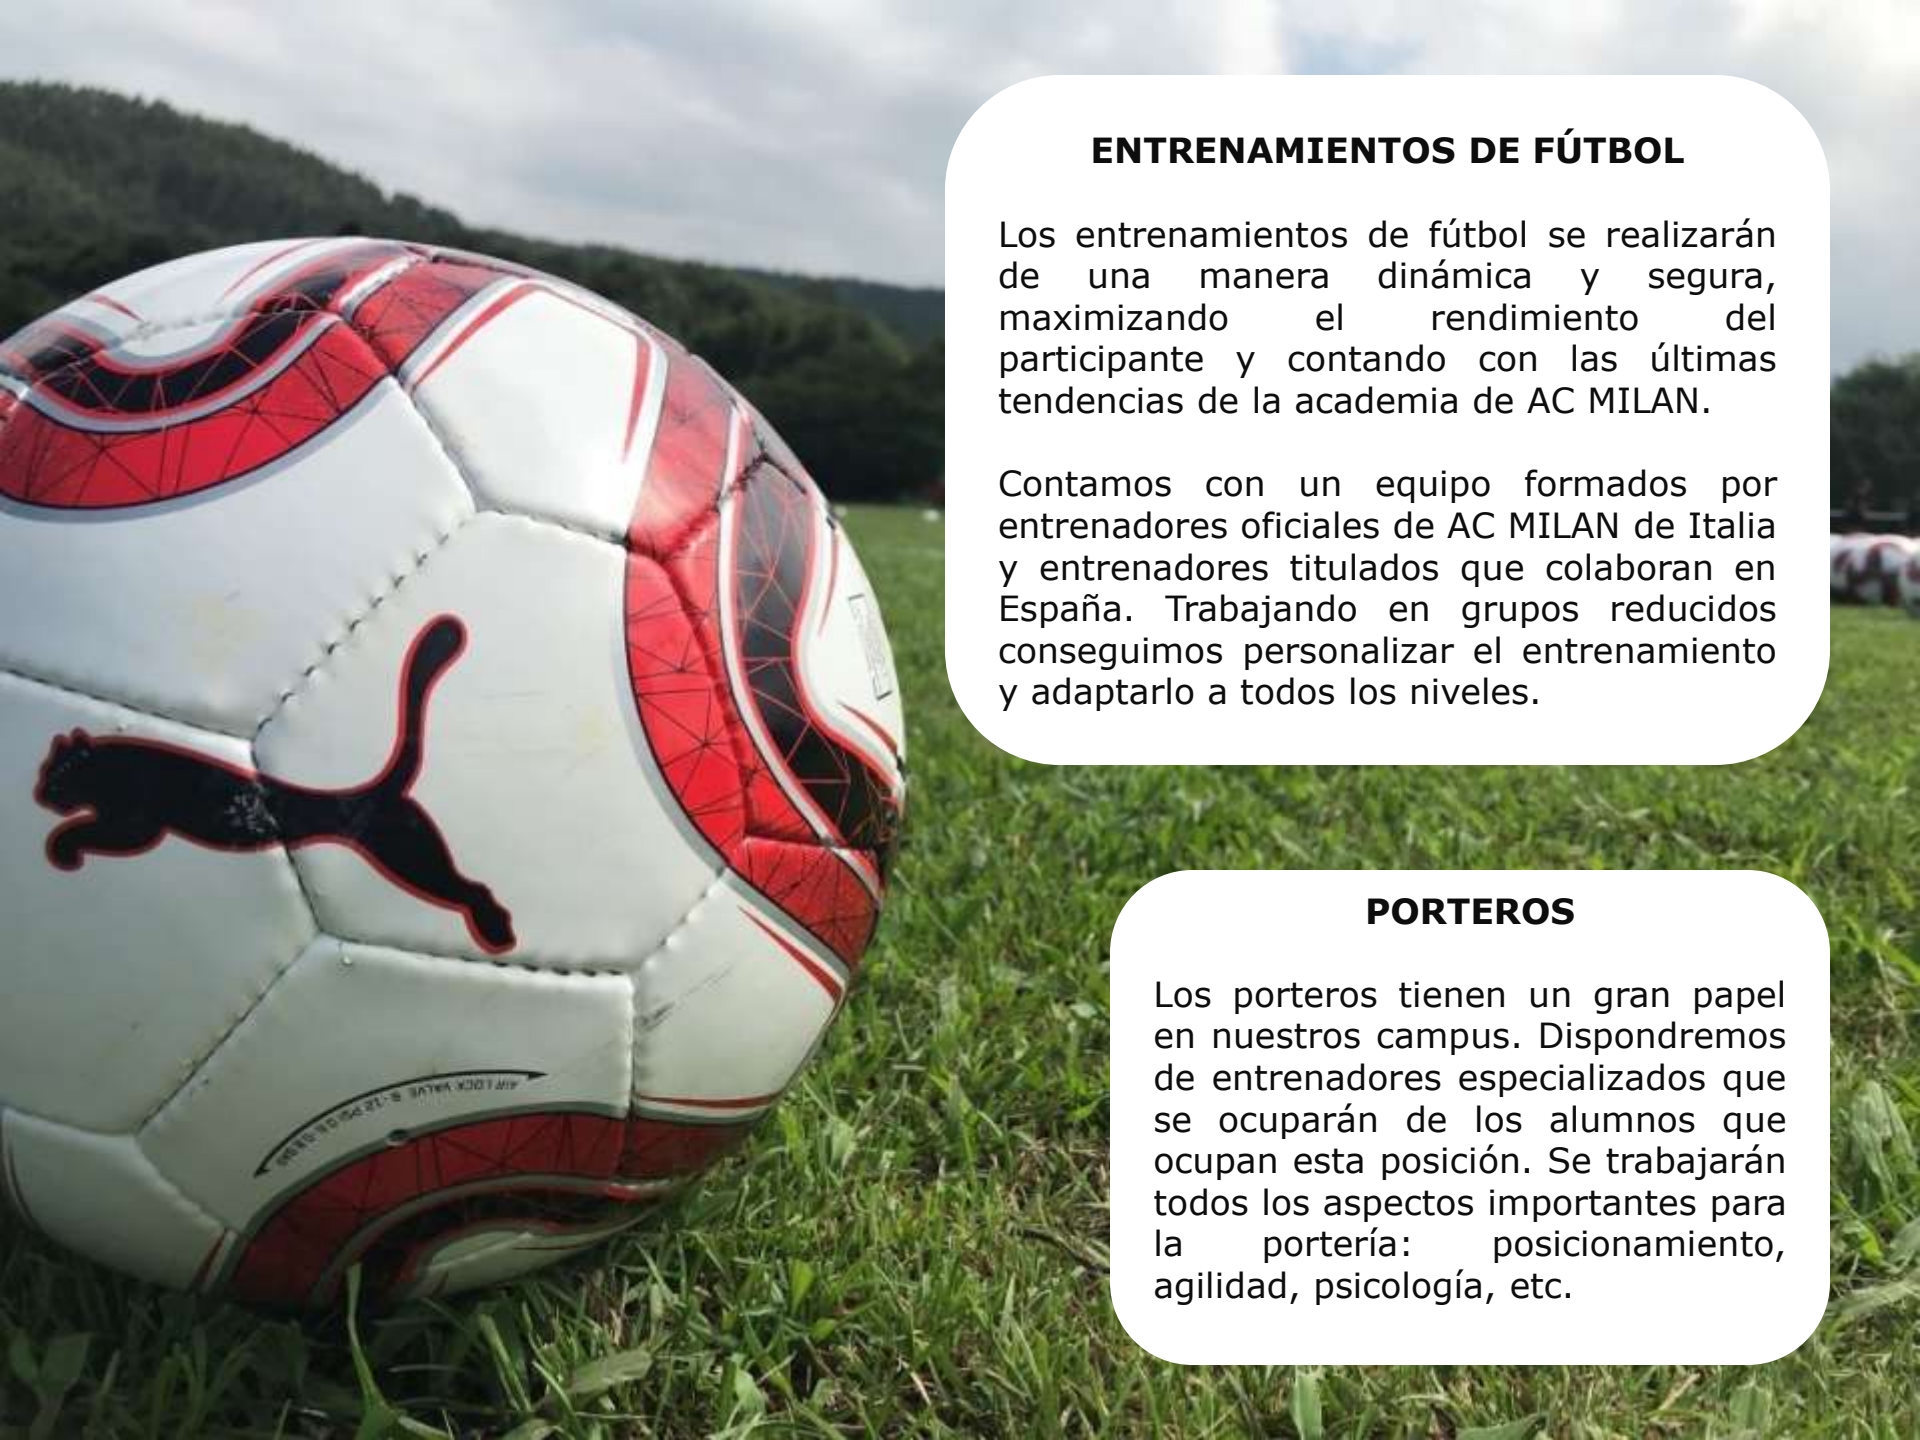 ENTRENAMIENTOS DE FÚTBOL
Los entrenamientos de fútbol se realizarán
de una manera dinámica y segura,
maximizando el rendimiento del
participante y contando con las últimas
tendencias de la academia de AC MILAN.
Contamos con un equipo formados por
entrenadores oficiales de AC MILAN de Italia
y entrenadores titulados que colaboran en
España. Trabajando en grupos reducidos
conseguimos personalizar el entrenamiento
y adaptarlo a todos los niveles.
PORTEROS
Los porteros tienen un gran papel
en nuestros campus. Dispondremos
de entrenadores especializados que
se ocuparán de los alumnos que
ocupan esta posición. Se trabajarán
todos los aspectos importantes para
la portería: posicionamiento,
agilidad, psicología, etc.
AIR LOCK VALVE